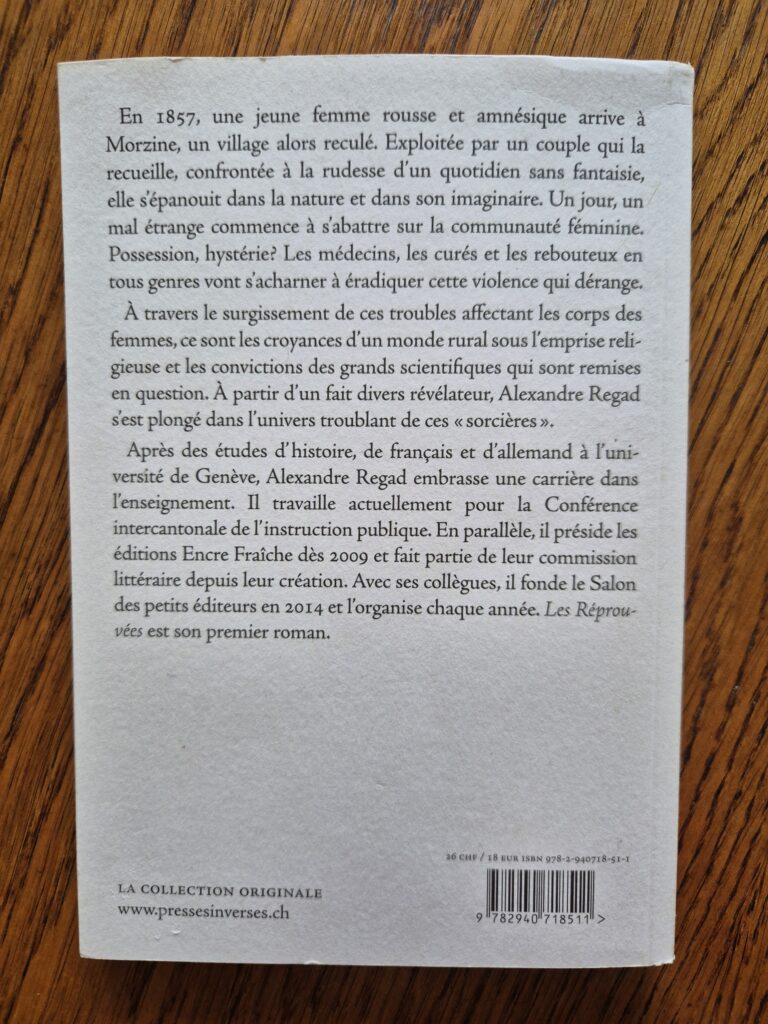 En 1857, une jeune femme rousse et amnésique arrive à
Morzine, un village alors reculé. Exploitée par un couple qui la
recueille, confrontée à la rudesse d'un quotidien sans fantaisie,
elle s'épanouit dans la nature et dans son imaginaire. Un jour, un
mal étrange commence à s'abattre sur la communauté féminine.
Possession, hystérie? Les médecins, les curés et les rebouteux en
tous genres vont s'acharner à éradiquer cette violence qui dérange.
À travers le surgissement de ces troubles affectant les corps des
femmes, ce sont les croyances d'un monde rural sous l'emprise reli-
gieuse et les convictions des grands scientifiques qui sont remises
en question. À partir d'un fait divers révélateur, Alexandre Regad
s'est plongé dans l'univers troublant de ces « sorcières ».
Après des études d'histoire, de français et d'allemand à l'uni-
versité de Genève, Alexandre Regad embrasse une carrière dans
l'enseignement. Il travaille actuellement pour la Conférence
intercantonale de l'instruction publique. En parallèle, il préside les
éditions Encre Fraîche dès 2009 et fait partie de leur commission
littéraire depuis leur création. Avec ses collègues, il fonde le Salon
des petits éditeurs en 2014 et l'organise chaque année. Les Réprou-
vées est son premier roman.
26 CHF / 18 EUR ISBN 978-2-940718-51-1
LA COLLECTION ORIGINALE
www.pressesinverses.ch
9 782940 718511 >